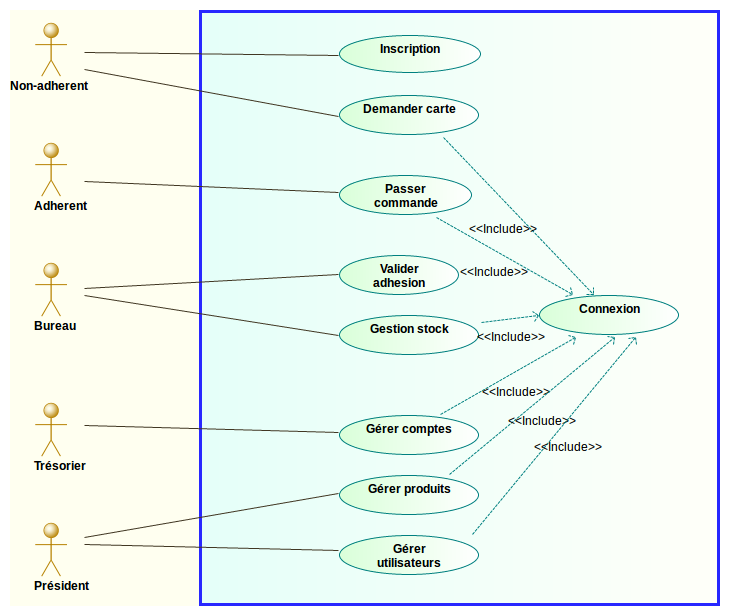 Inscription
Non-adherent
Demander carte
Passer
commande
Adherent
<<Include>>
Valider
adhesion
<<Include>>
Connexion
Bureau
Gestion stock
<<Include>>
<<Include>>
Gérer comptes
<<Include>>
<<Include>>
Trésorier
Gérer produits
Gérer
utilisateurs
Président